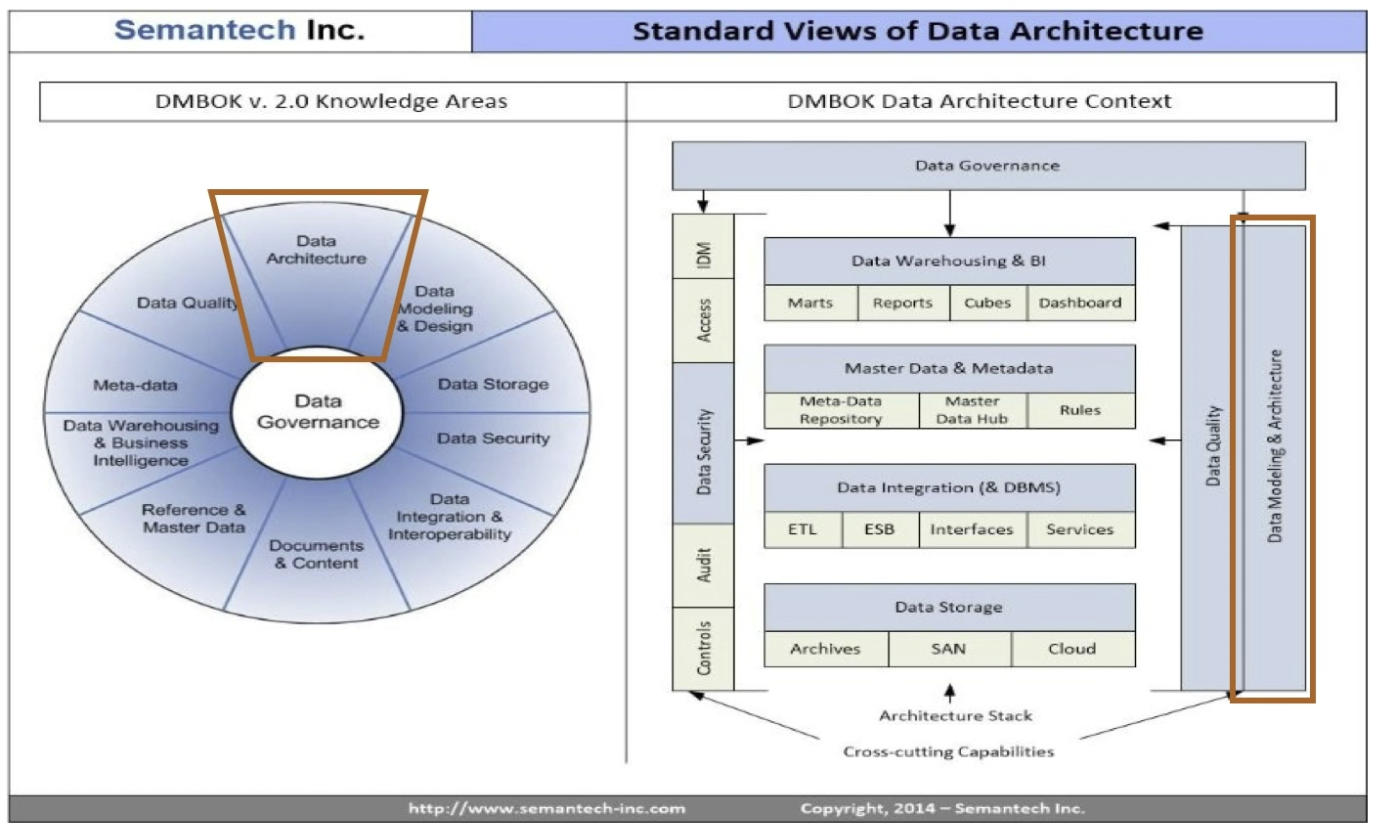 Semantech Inc.
Standard Views of Data Architecture
DMBOK v. 2.0 Knowledge Areas
DMBOK Data Architecture Context
Data
Architecture
Data
Modeling
& Design
Data Storage
Data Security
Data
Integration &
Interoperability
Documents
& Content
Reference &
Master Data
Data Warehousing
& Business
Intelligence
Meta-data
Data Quality
Data
Governance
Data Governance
IDM
Access
Data Security
Audit
Controls
Data Warehousing & BI
Marts
Reports
Cubes
Dashboard
Master Data & Metadata
Meta-Data
Repository
Master
Data Hub
Rules
Data Integration (& DBMS)
ETL
ESB
Interfaces
Services
Data Storage
Archives
SAN
Cloud
Data Quality
Data Modeling & Architecture
Architecture Stack
Cross-cutting Capabilities
http://www.semantech-inc.com
Copyright, 2014 – Semantech Inc.